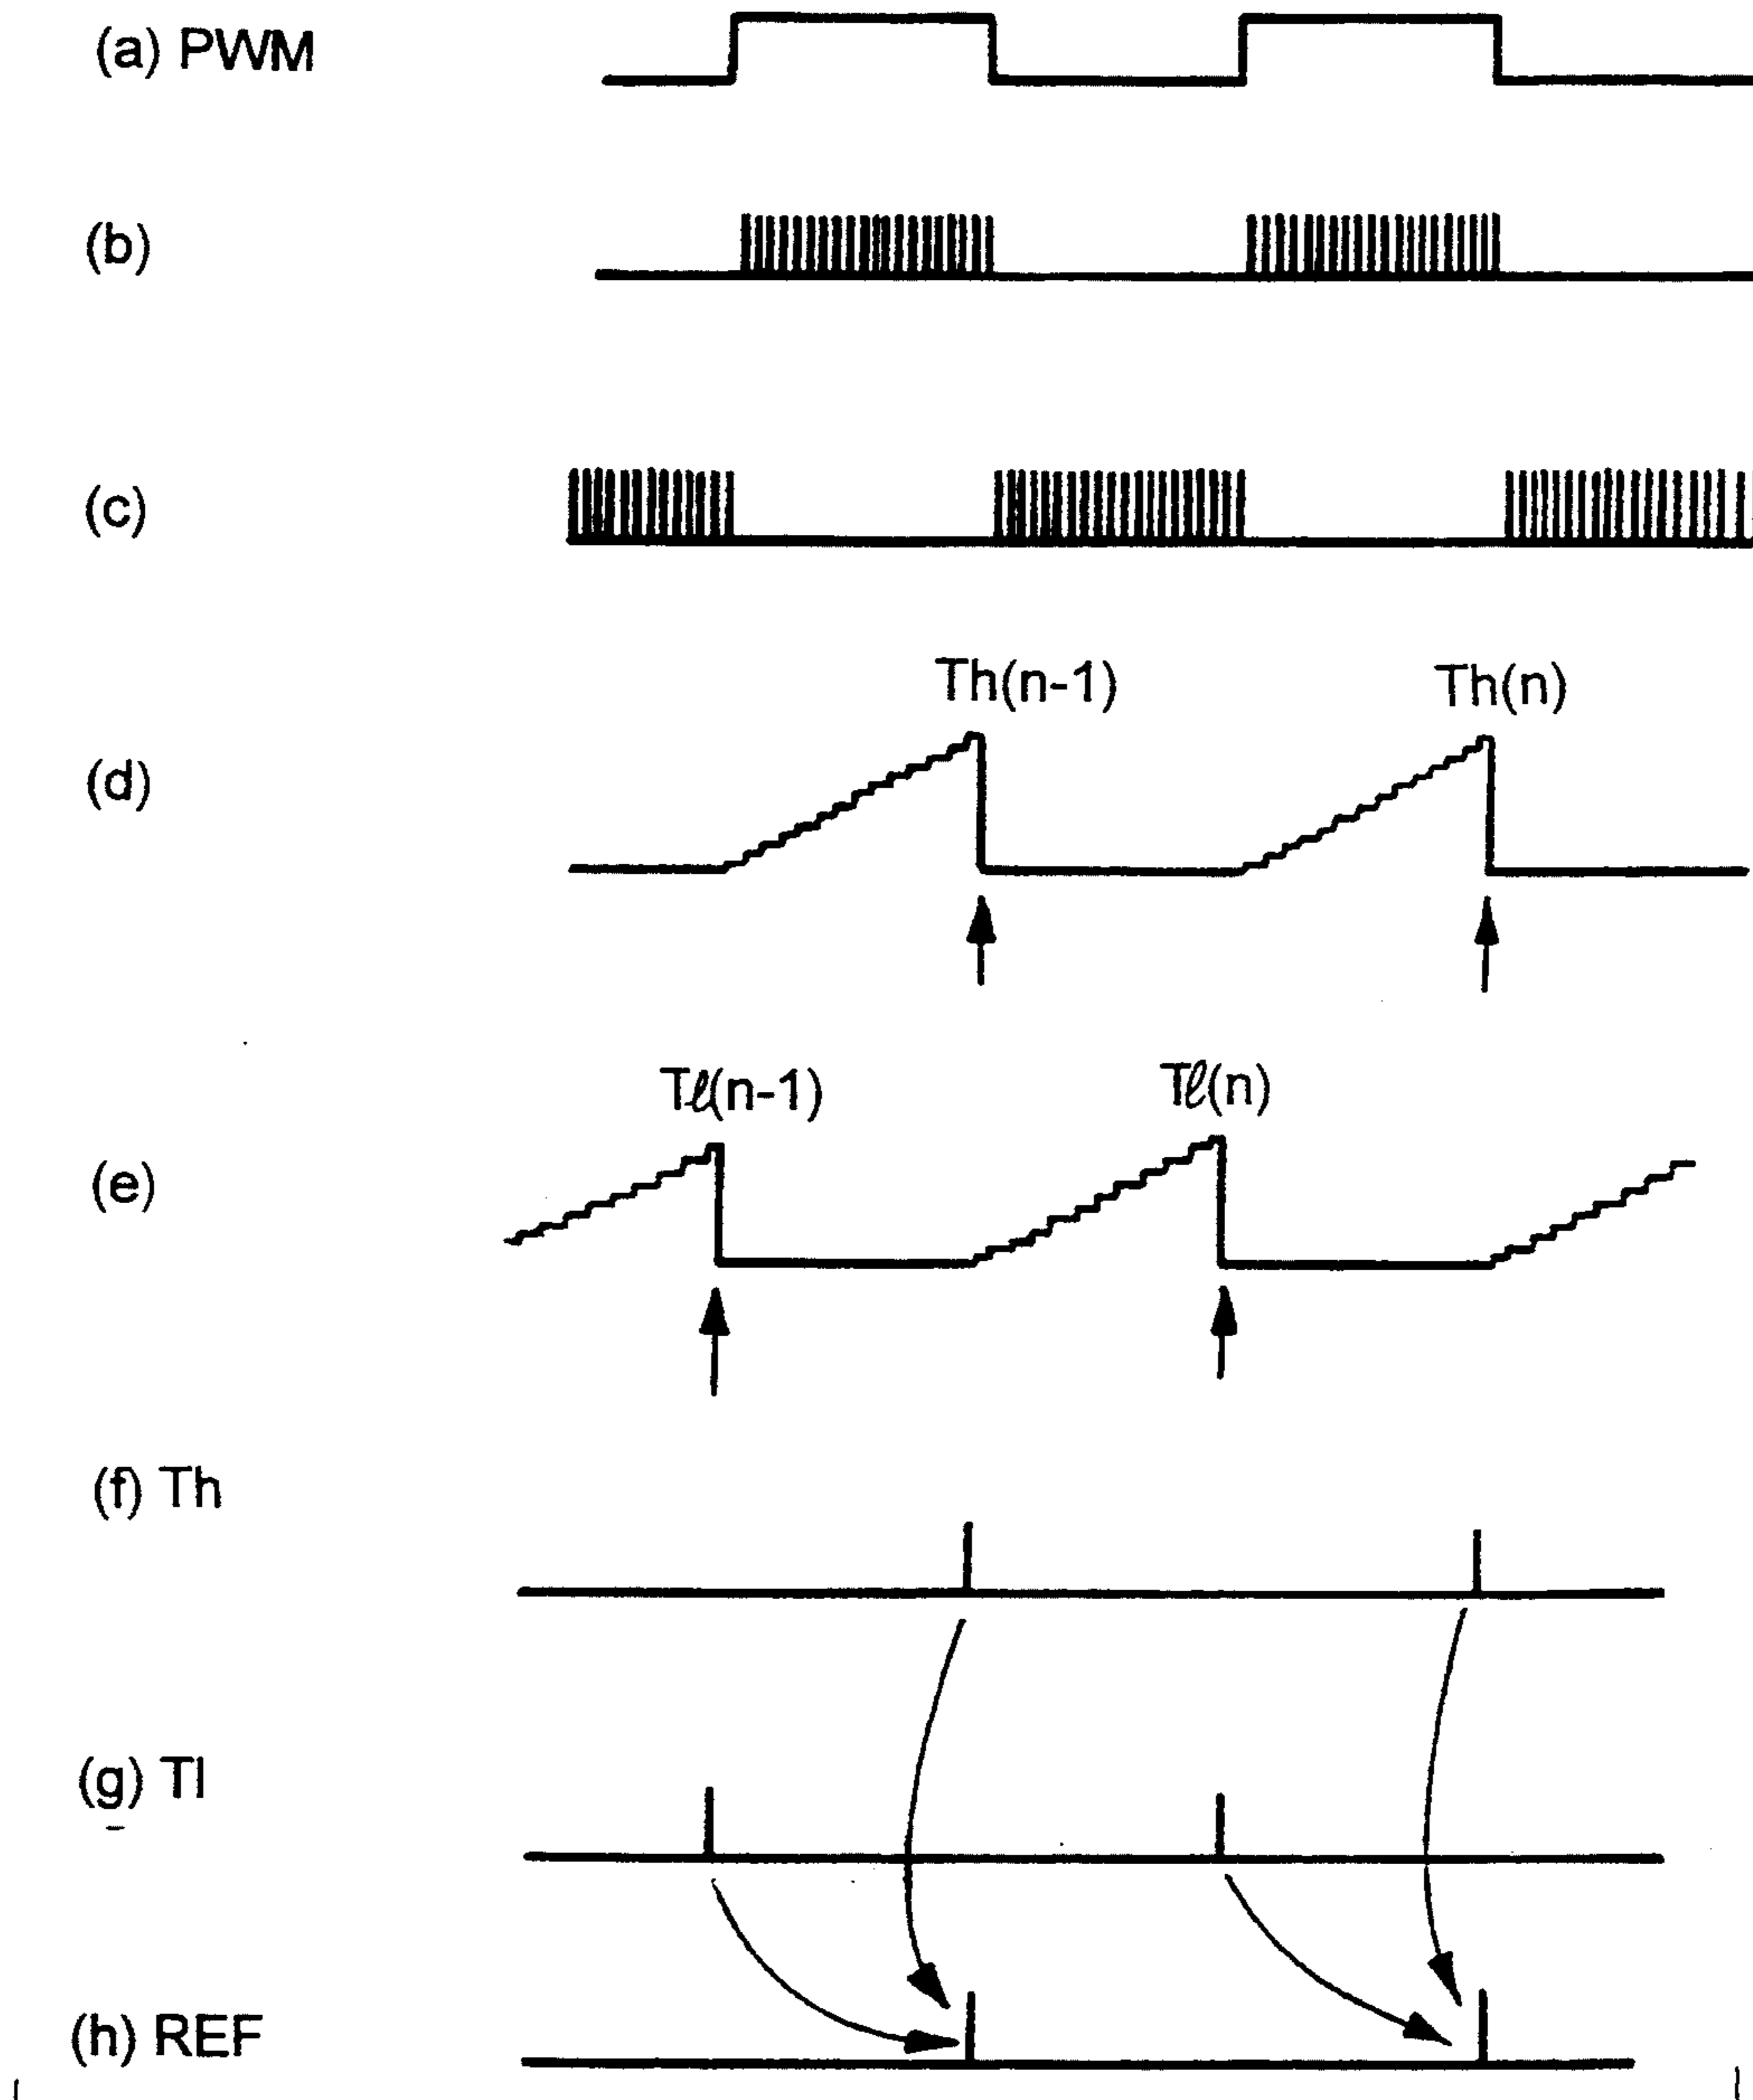 (a) PWM
(b)
(c)
Th(n-1) Th(n)
(d)
Tℓ(n-1) Tℓ(n)
(e)
(f) Th
(g) Tl
(h) REF